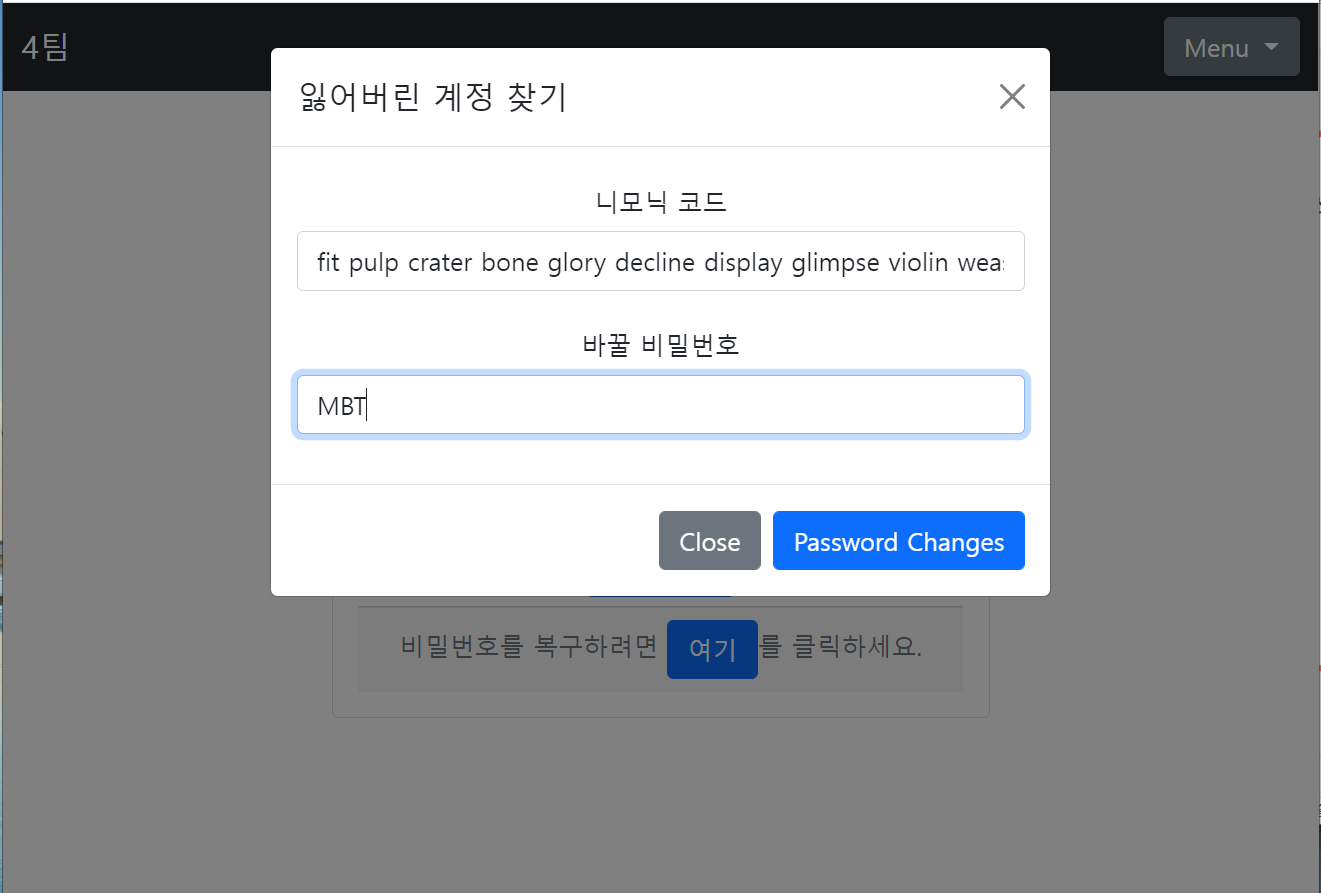 4팀
Menu
잃어버린 계정 찾기
니모닉 코드
fit pulp crater bone glory decline display glimpse violin
바꿀 비밀번호
MBT
Close
Password Changes
비밀번호를 복구하려면 여기 를 클릭하세요.